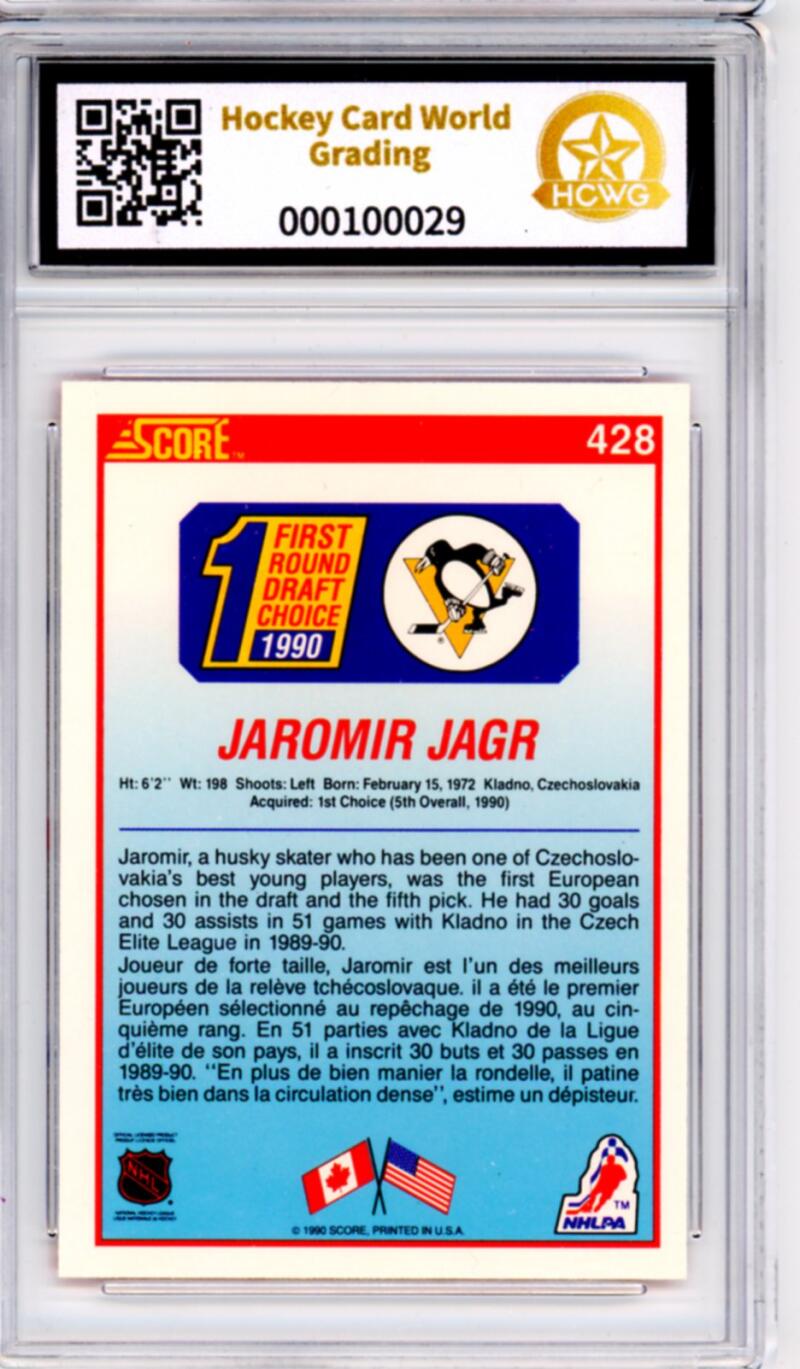 Hockey Card World
Grading
HCWG
000100029
SCORE™
428
1
FIRST
ROUND
DRAFT
CHOICE
1990
JAROMIR JAGR
Ht: 6'2'' Wt: 198 Shoots: Left Born: February 15, 1972 Kladno, Czechoslovakia
Acquired: 1st Choice (5th Overall, 1990)
Jaromir, a husky skater who has been one of Czechoslo-
vakia's best young players, was the first European
chosen in the draft and the fifth pick. He had 30 goals
and 30 assists in 51 games with Kladno in the Czech
Elite League in 1989-90.
Joueur de forte taille, Jaromir est l'un des meilleurs
joueurs de la relève tchécoslovaque. il a été le premier
Européen sélectionné au repêchage de 1990, au cin-
quième rang. En 51 parties avec Kladno de la Ligue
d'élite de son pays, il a inscrit 30 buts et 30 passes en
1989-90. ''En plus de bien manier la rondelle, il patine
très bien dans la circulation dense'', estime un dépisteur.
NHL
© 1990 SCORE, PRINTED IN U.S.A.
TM
NHLPA